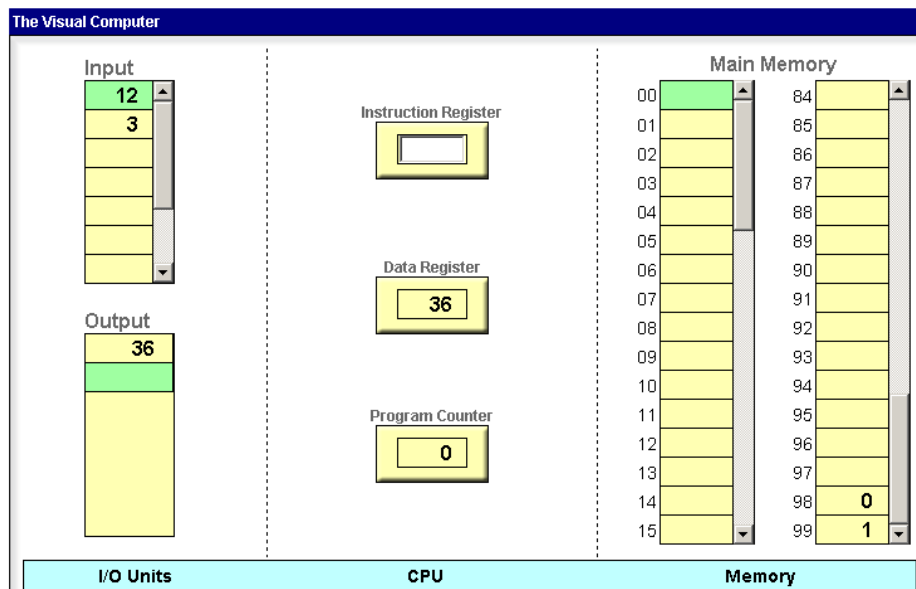 The Visual Computer
Input
12
3
Output
36
I/O Units
Instruction Register
Data Register
36
Program Counter
0
CPU
Main Memory
00 84
01 85
02 86
03 87
04 88
05 89
06 90
07 91
08 92
09 93
10 94
11 95
12 96
13 97
14 98 0
15 99 1
Memory